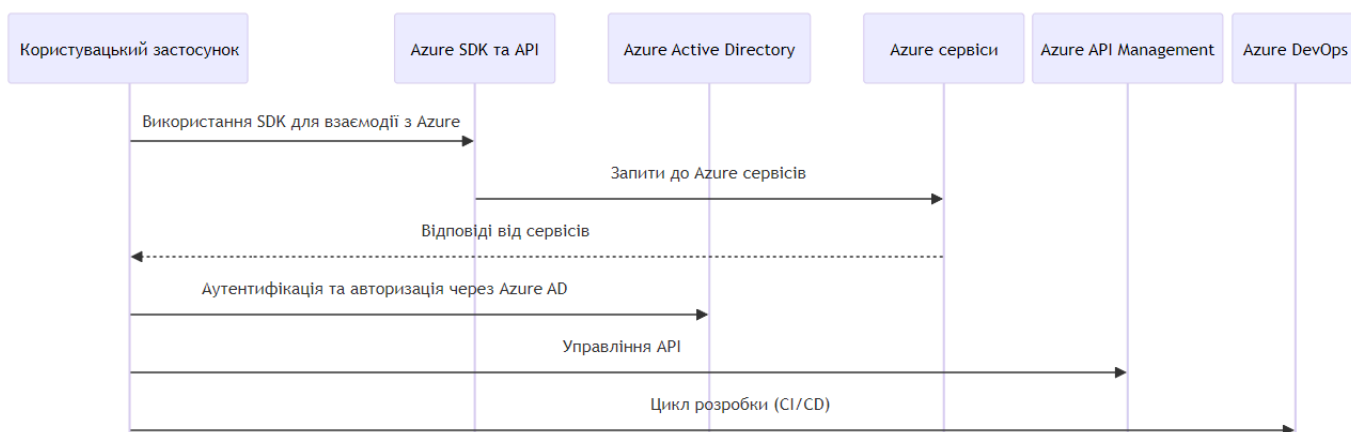 Користувацький застосунок
Azure SDK та API
Azure Active Directory
Azure сервіси
Azure API Management
Azure DevOps
Використання SDK для взаємодії з Azure
Запити до Azure сервісів
Відповіді від сервісів
Аутентифікація та авторизація через Azure AD
Управління API
Цикл розробки (CI/CD)